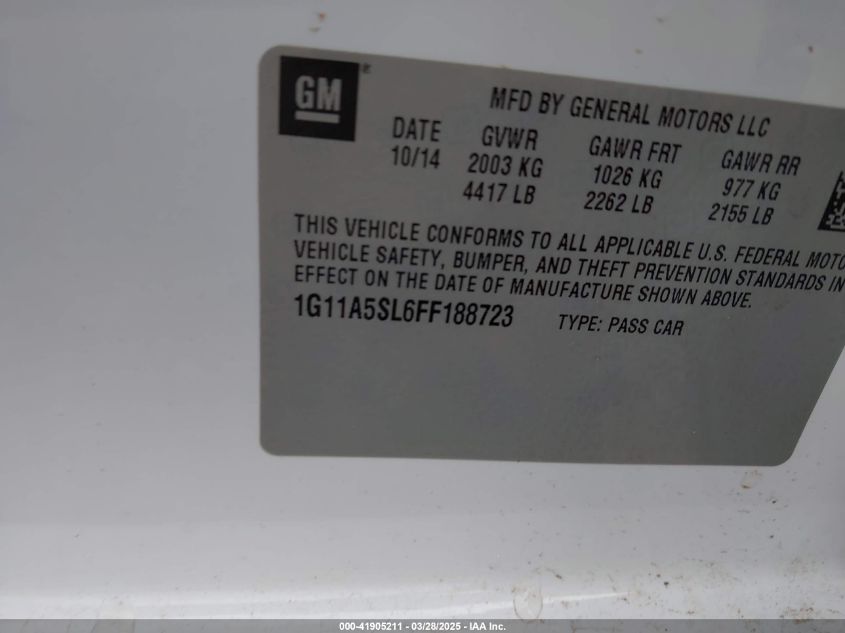 GM
MFD BY GENERAL MOTORS LLC
DATE GVWR GAWR FRT GAWR RR
10/14 2003 KG 1026 KG 977 KG
4417 LB 2262 LB 2155 LB
THIS VEHICLE CONFORMS TO ALL APPLICABLE U.S. FEDERAL MOTO
VEHICLE SAFETY, BUMPER, AND THEFT PREVENTION STANDARDS IN
EFFECT ON THE DATE OF MANUFACTURE SHOWN ABOVE.
1G11A5SL6FF188723 TYPE: PASS CAR
000-41905211 - 03/28/2025 - IAA Inc.